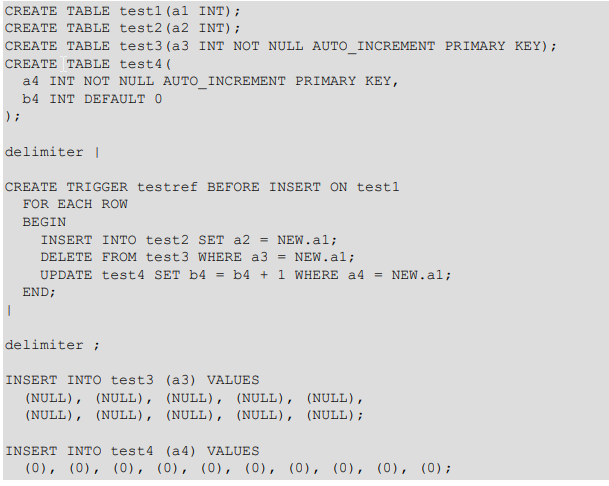 CREATE TABLE test1(a1 INT);
CREATE TABLE test2(a2 INT);
CREATE TABLE test3(a3 INT NOT NULL AUTO_INCREMENT PRIMARY KEY);
CREATE TABLE test4(
  a4 INT NOT NULL AUTO_INCREMENT PRIMARY KEY,
  b4 INT DEFAULT 0
);
delimiter |
CREATE TRIGGER testref BEFORE INSERT ON test1
  FOR EACH ROW
  BEGIN
    INSERT INTO test2 SET a2 = NEW.a1;
    DELETE FROM test3 WHERE a3 = NEW.a1;
    UPDATE test4 SET b4 = b4 + 1 WHERE a4 = NEW.a1;
  END;
|
delimiter ;
INSERT INTO test3 (a3) VALUES
  (NULL), (NULL), (NULL), (NULL), (NULL),
  (NULL), (NULL), (NULL), (NULL), (NULL);
INSERT INTO test4 (a4) VALUES
  (0), (0), (0), (0), (0), (0), (0), (0), (0), (0);